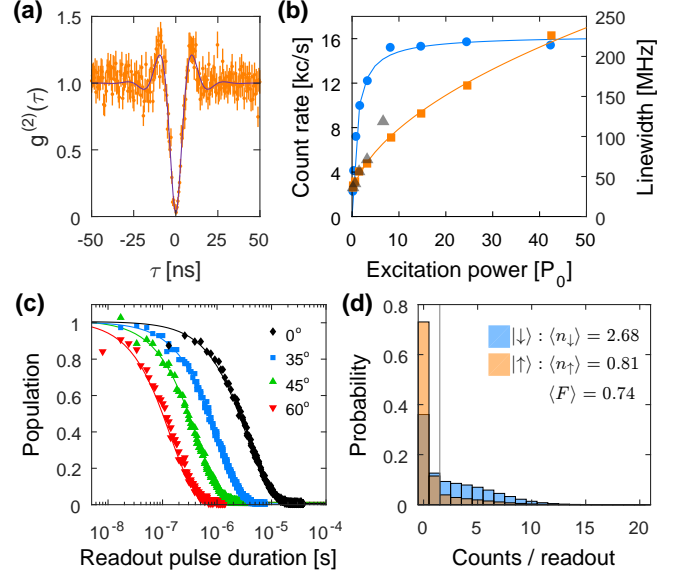 (a)
1.5
1.0
0.5
0
g(2)(τ)
-50 -25 0 25 50
τ [ns]
(b)
16
12
8
4
0
Count rate [kc/s]
250
200
150
100
50
0
Linewidth [MHz]
0 10 20 30 40 50
Excitation power [P0]
(c)
1
0.8
0.6
0.4
0.2
0
Population
0°
35°
45°
60°
10-8 10-7 10-6 10-5 10-4
Readout pulse duration [s]
(d)
0.8
0.6
0.4
0.2
0
Probability
|↓⟩ : ⟨n↓⟩ = 2.68
|↑⟩ : ⟨n↑⟩ = 0.81
⟨F⟩ = 0.74
0 5 10 15 20
Counts / readout